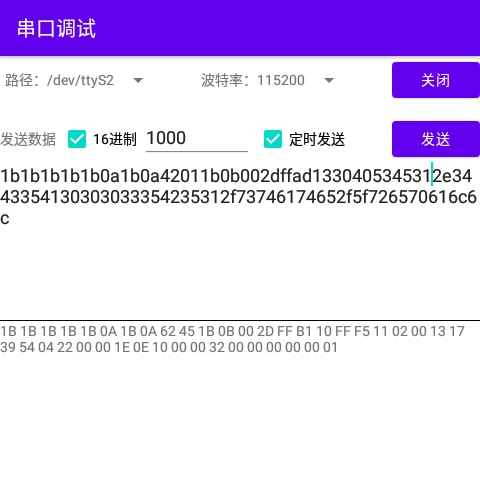 串口调试
路径：/dev/ttyS2 波特率：115200 关闭
发送数据 16进制 1000 定时发送 发送
1b1b1b1b1b0a1b0a42011b0b002dffad1330405345312e34
43354130303033354235312f73746174652f5f726570616c6
c
1B 1B 1B 1B 1B 0A 1B 0A 62 45 1B 0B 00 2D FF B1 10 FF F5 11 02 00 13 17
39 54 04 22 00 00 1E 0E 10 00 00 32 00 00 00 00 00 01